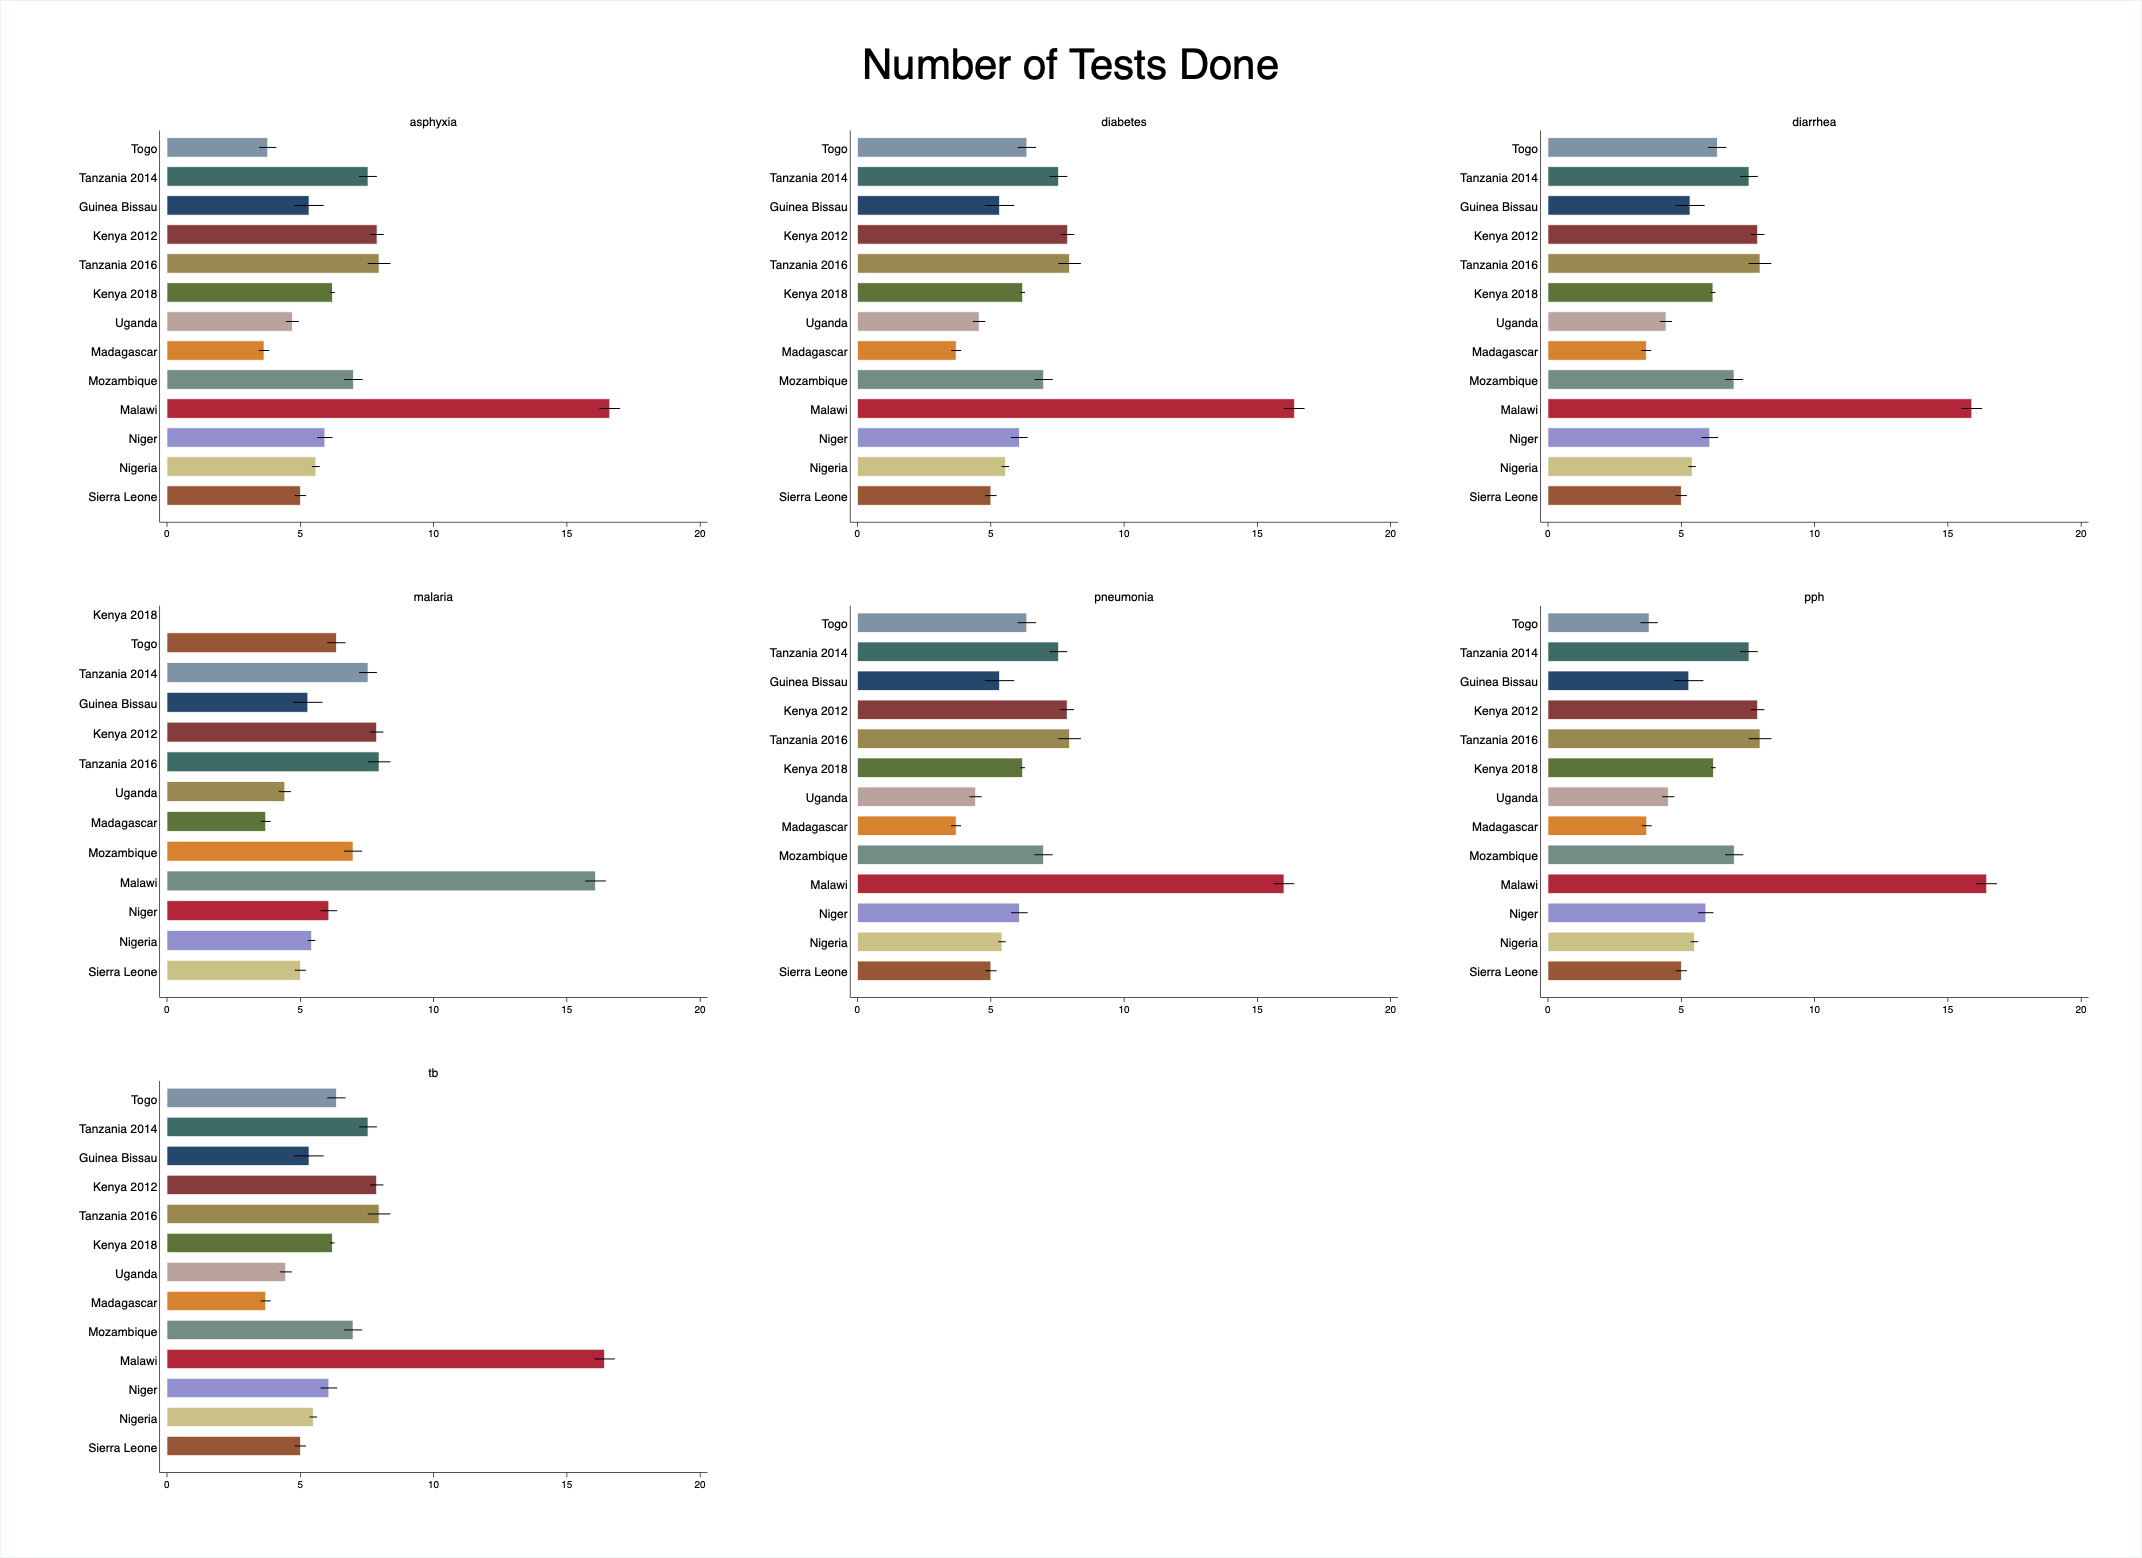 Number of Tests Done
asphyxia
Togo
Tanzania 2014
Guinea Bissau
Kenya 2012
Tanzania 2016
Kenya 2018
Uganda
Madagascar
Mozambique
Malawi
Niger
Nigeria
Sierra Leone
0 5 10 15 20
diabetes
Togo
Tanzania 2014
Guinea Bissau
Kenya 2012
Tanzania 2016
Kenya 2018
Uganda
Madagascar
Mozambique
Malawi
Niger
Nigeria
Sierra Leone
0 5 10 15 20
diarrhea
Togo
Tanzania 2014
Guinea Bissau
Kenya 2012
Tanzania 2016
Kenya 2018
Uganda
Madagascar
Mozambique
Malawi
Niger
Nigeria
Sierra Leone
0 5 10 15 20
malaria
Kenya 2018
Togo
Tanzania 2014
Guinea Bissau
Kenya 2012
Tanzania 2016
Uganda
Madagascar
Mozambique
Malawi
Niger
Nigeria
Sierra Leone
0 5 10 15 20
pneumonia
Togo
Tanzania 2014
Guinea Bissau
Kenya 2012
Tanzania 2016
Kenya 2018
Uganda
Madagascar
Mozambique
Malawi
Niger
Nigeria
Sierra Leone
0 5 10 15 20
pph
Togo
Tanzania 2014
Guinea Bissau
Kenya 2012
Tanzania 2016
Kenya 2018
Uganda
Madagascar
Mozambique
Malawi
Niger
Nigeria
Sierra Leone
0 5 10 15 20
tb
Togo
Tanzania 2014
Guinea Bissau
Kenya 2012
Tanzania 2016
Kenya 2018
Uganda
Madagascar
Mozambique
Malawi
Niger
Nigeria
Sierra Leone
0 5 10 15 20